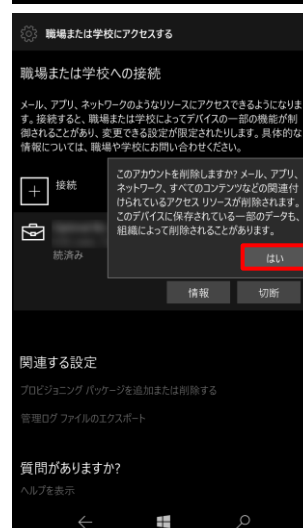 職場または学校にアクセスする
職場または学校への接続
メール、アプリ、ネットワークのようなリソースにアクセスできるようになりま
す。接続すると、職場または学校によってデバイスの一部の機能が制
御されることがあり、変更できる設定が限定されたりします。具体的な
情報については、職場や学校にお問い合わせください。
接続
このアカウントを削除しますか? メール、アプリ、
ネットワーク、すべてのコンテンツなどの関連付
けられているアクセス リソースが削除されます。
このデバイスに保存されている一部のデータも、
組織によって削除されることがあります。
続済み
はい
情報
切断
関連する設定
プロビジョニング パッケージを追加または削除する
管理ログ ファイルのエクスポート
質問がありますか?
ヘルプを表示